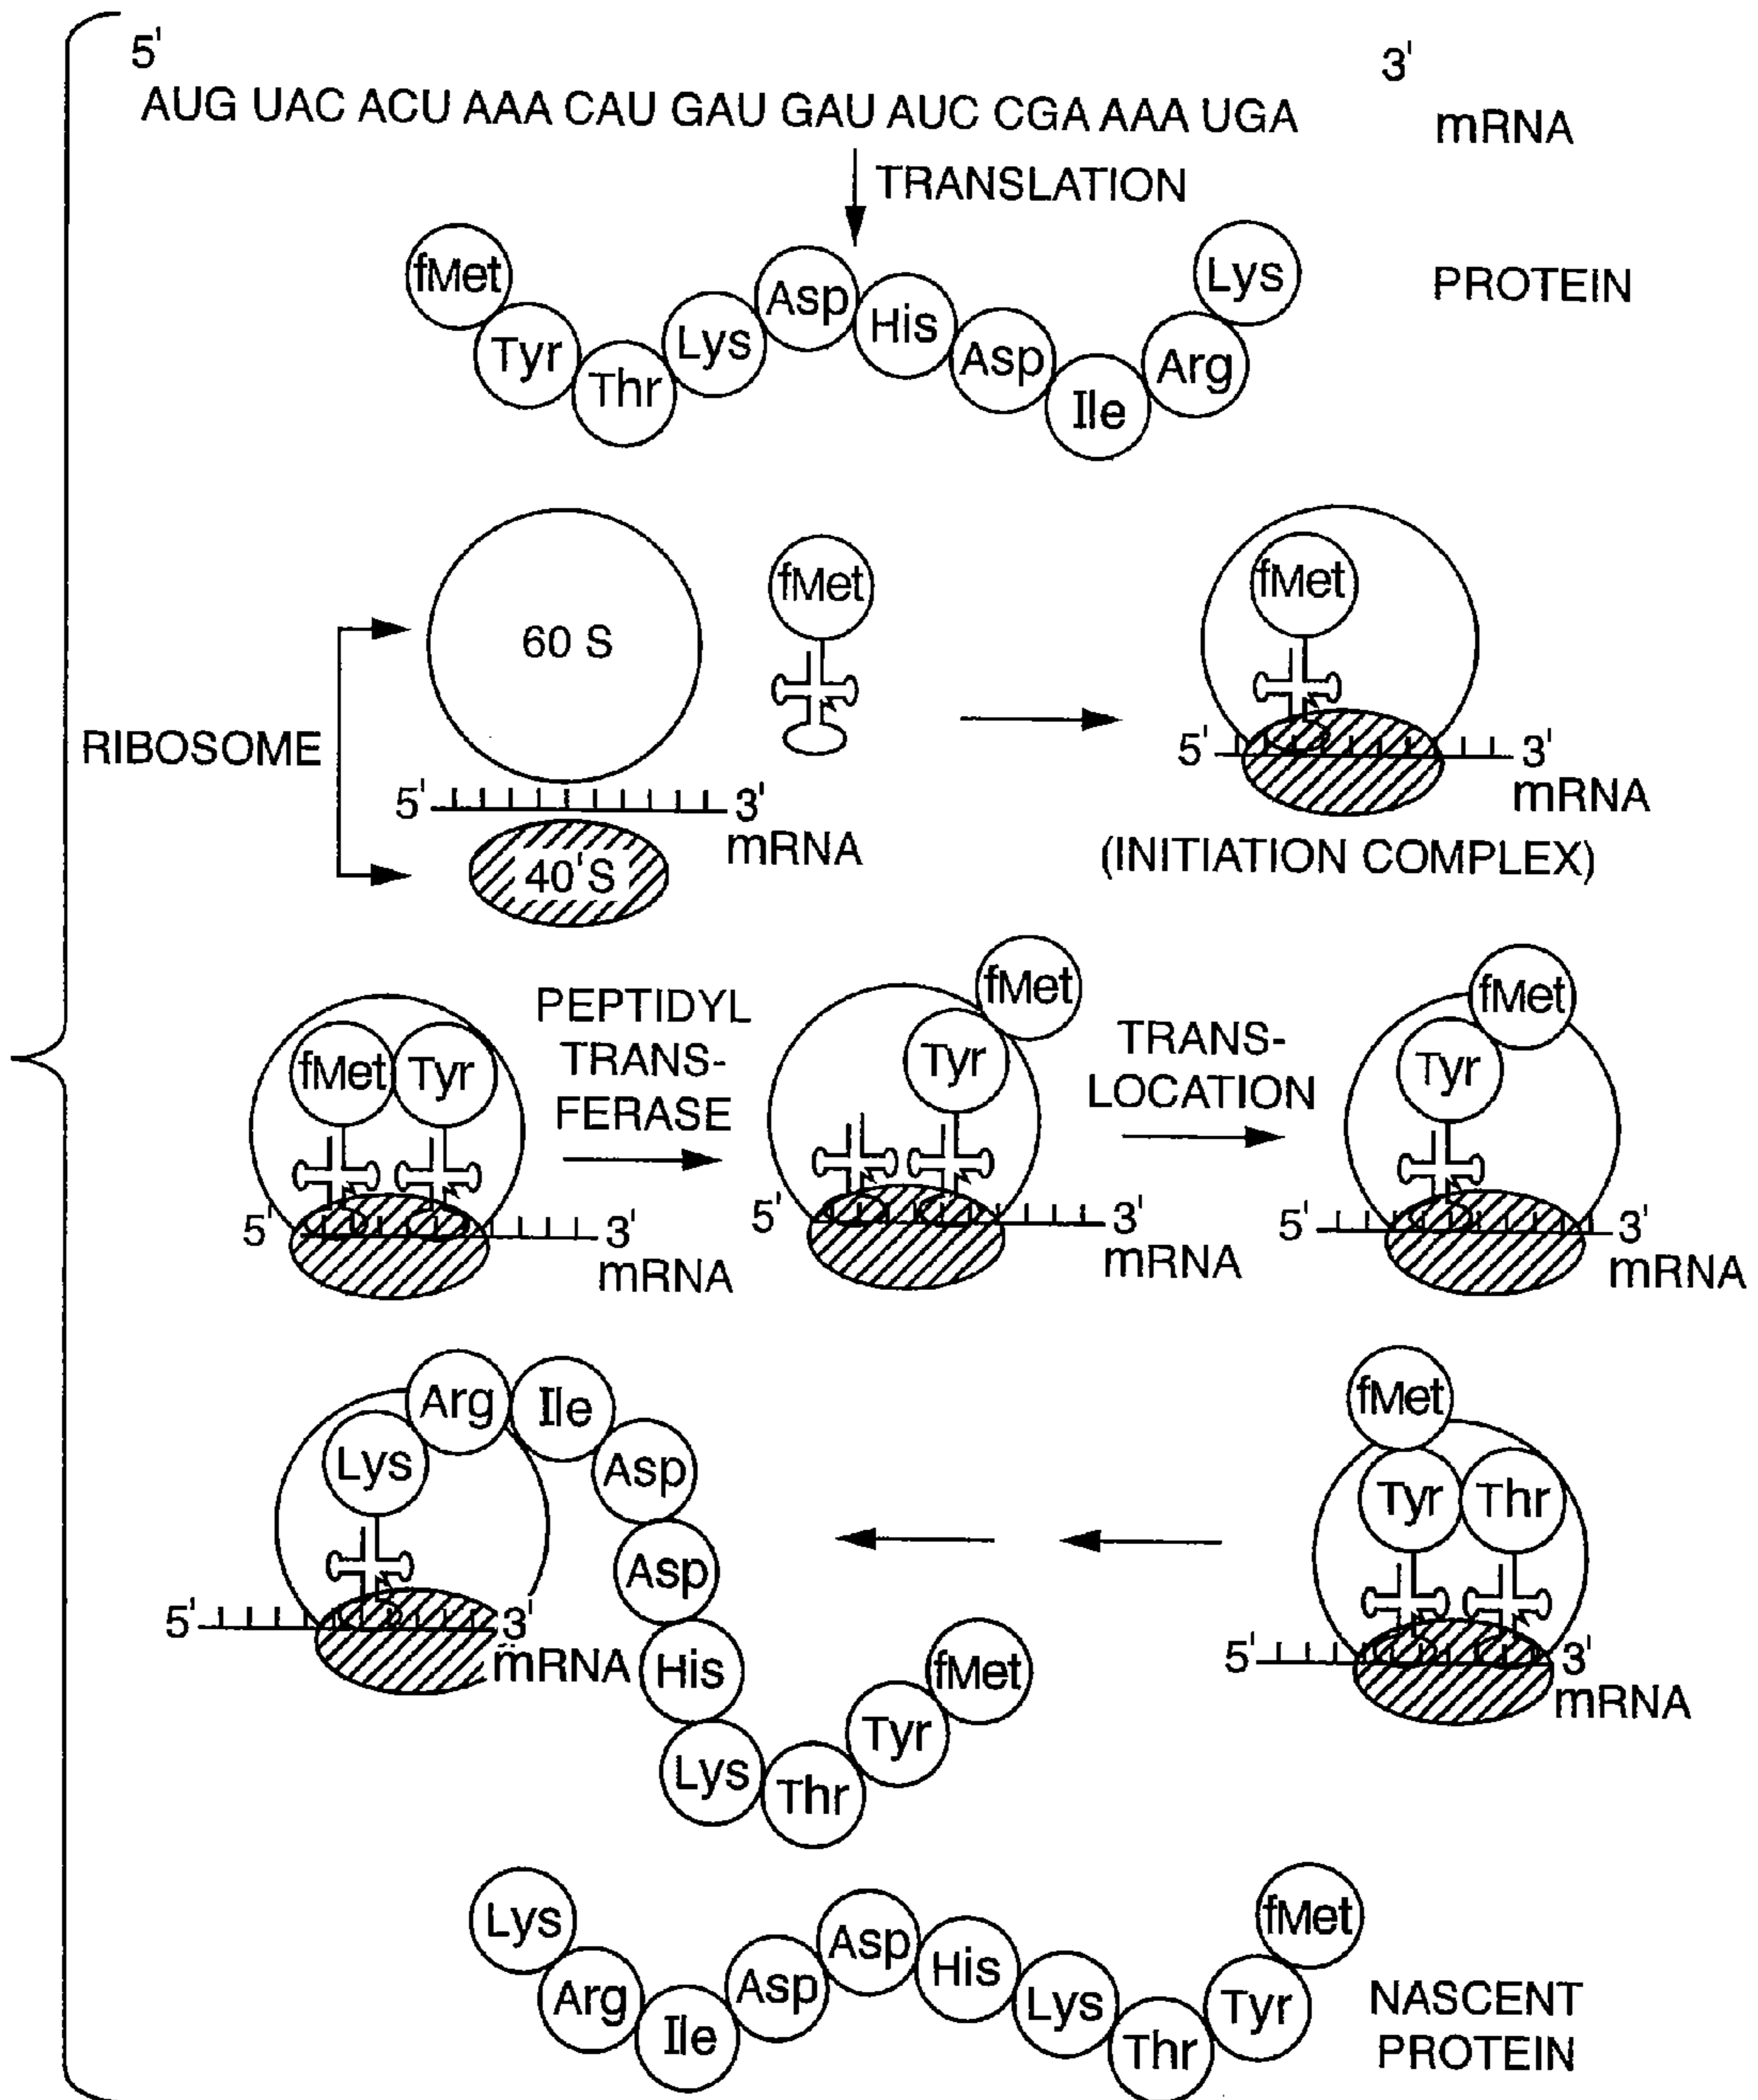 5' 3'
AUG UAC ACU AAA CAU GAU GAU AUC CGA AAA UGA mRNA
TRANSLATION
fMet Tyr Thr Lys Asp His Asp Ile Arg Lys PROTEIN
RIBOSOME
60 S
fMet
5' 3'
mRNA
40'S
fMet
5' 3'
mRNA
(INITIATION COMPLEX)
fMet Tyr
5' 3'
mRNA
PEPTIDYL
TRANS-
FERASE
fMet
Tyr
5' 3'
mRNA
TRANS-
LOCATION
fMet
Tyr
5' 3'
mRNA
fMet
Tyr Thr
5' 3'
mRNA
Lys Arg Ile Asp Asp His Lys Thr Tyr fMet
5' 3'
mRNA
Lys Arg Ile Asp Asp His Lys Thr Tyr fMet
NASCENT
PROTEIN